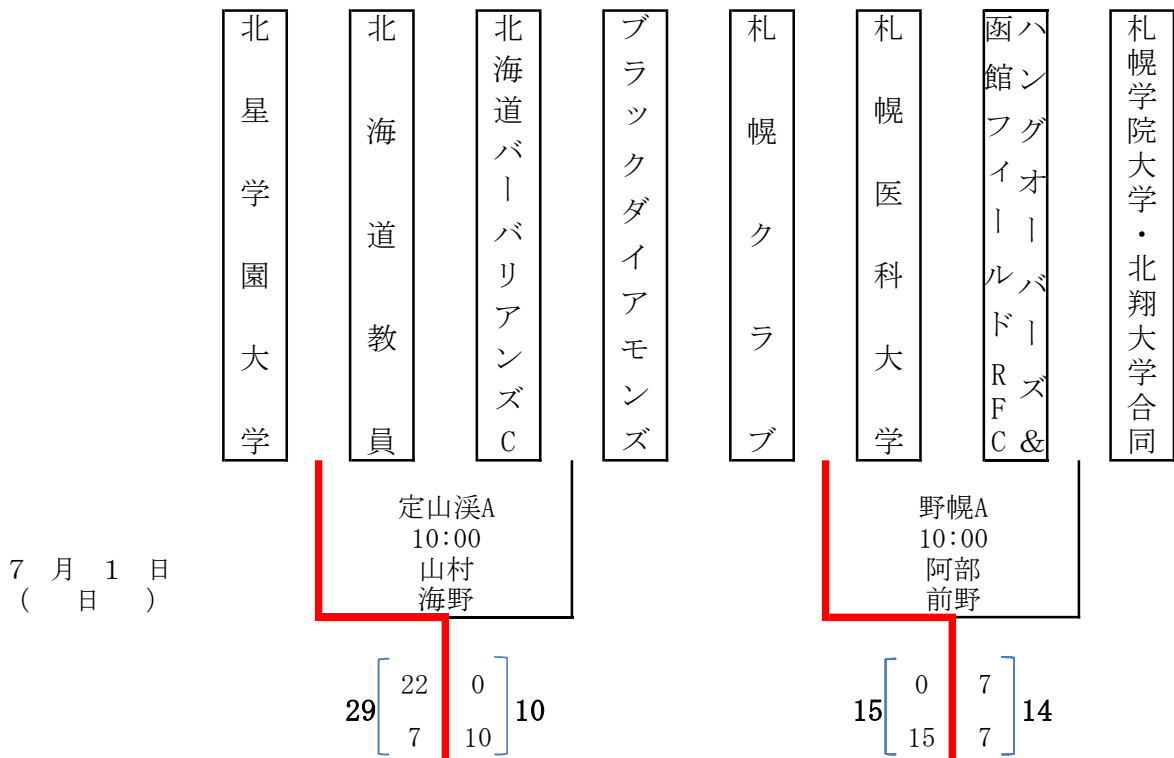 北星学園大学
北海道教員
北海道バーバリアンズC
ブラックダイアモンズ
札幌クラブ
札幌医科大学
ハングオーバーズ&
函館フィールドRFC
札幌学院大学・北翔大学合同
定山渓A
10:00
山村
海野
野幌A
10:00
阿部
前野
7月1日
(日)
29 22 0 10
7 10
15 0 7 14
15 7